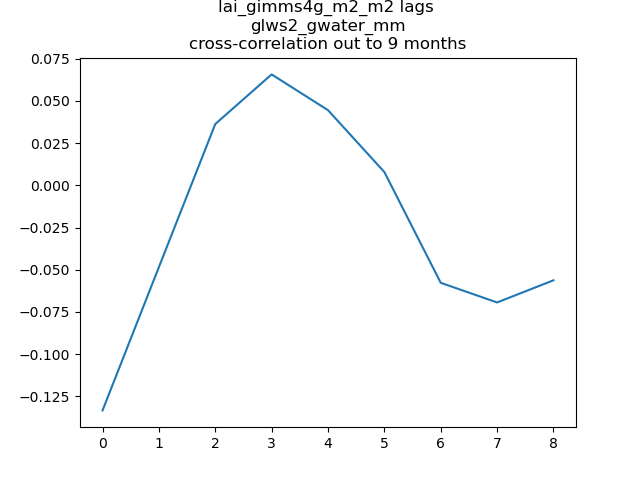 lai_gimms4g_m2_m2 lags
glws2_gwater_mm
cross-correlation out to 9 months
0.075
0.050
0.025
0.000
−0.025
−0.050
−0.075
−0.100
−0.125
0 1 2 3 4 5 6 7 8